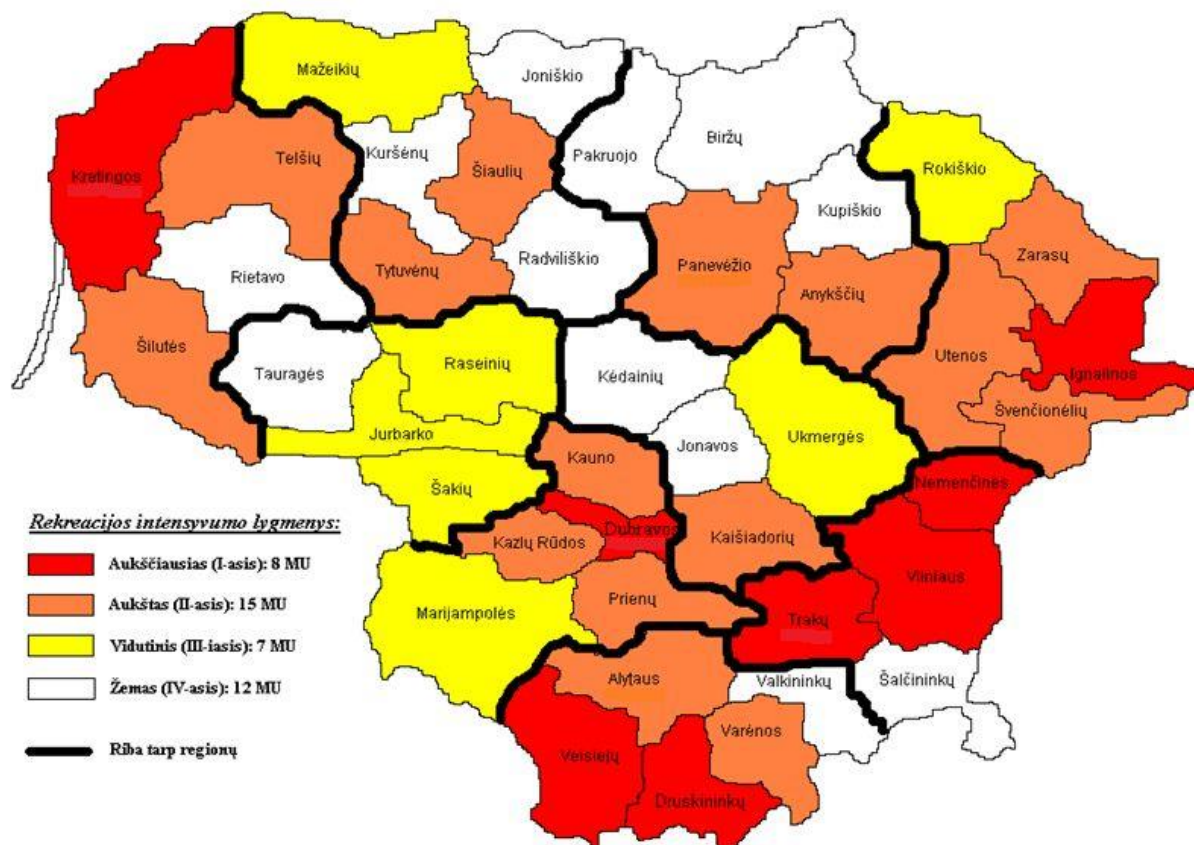 Mažeikių
Joniškio
Kretingos
Telšių
Kuršėnų
Šiaulių
Pakruojo
Biržų
Rokiškio
Kupiškio
Rietavo
Tytuvėnų
Radviliškio
Panevėžio
Anykščių
Zarasų
Šilutės
Tauragės
Raseinių
Kėdainių
Utenos
Ignalinos
Švenčionėlių
Jurbarko
Jonavos
Ukmergės
Kauno
Šakių
Nemenčinės
Kazlų Rūdos
Dubravos
Kaišiadorių
Vilniaus
Marijampolės
Prienų
Trakų
Alytaus
Valkininkų
Šalčininkų
Varėnos
Veisiejų
Druskininkų
Rekreacijos intensyvumo lygmenys:
Aukščiausias (I-asis): 8 MU
Aukštas (II-asis): 15 MU
Vidutinis (III-iasis): 7 MU
Žemas (IV-asis): 12 MU
Riba tarp regionų